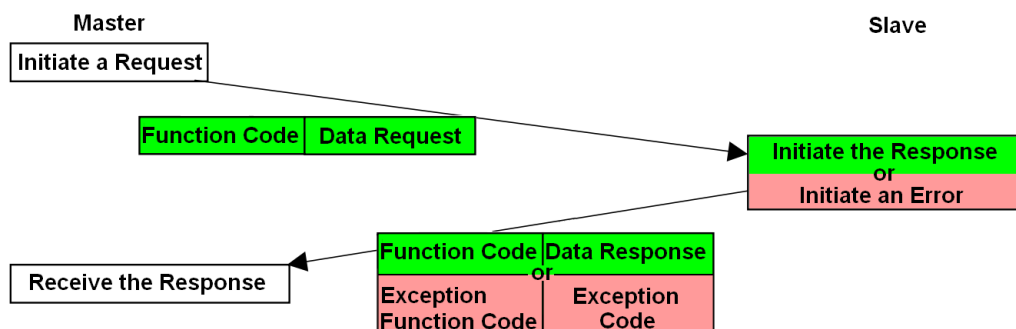 Master
Slave
Initiate a Request
Function Code Data Request
Initiate the Response
or
Initiate an Error
Function Code Data Response
or
Receive the Response
Exception Exception
Function Code Code